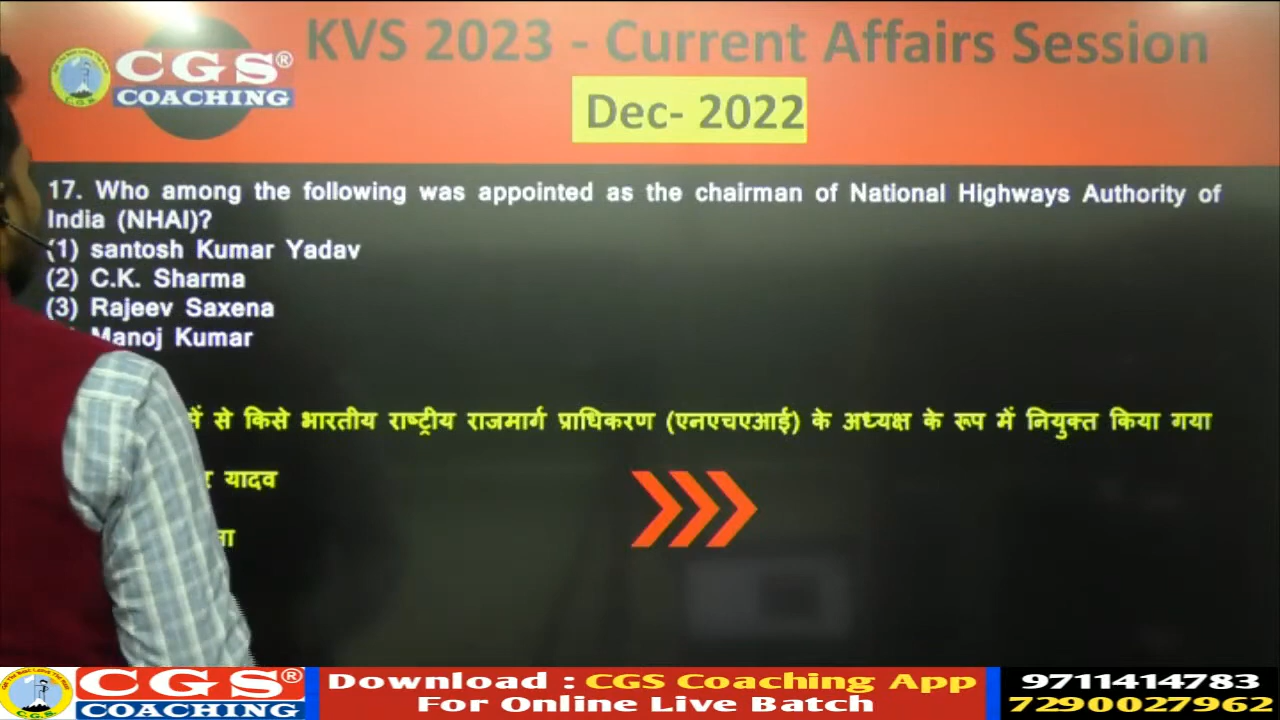 CGS®
COACHING
KVS 2023 - Current Affairs Session
Dec- 2022
17. Who among the following was appointed as the chairman of National Highways Authority of
India (NHAI)?
(1) santosh Kumar Yadav
(2) C.K. Sharma
(3) Rajeev Saxena
Manoj Kumar
से किसे भारतीय राष्ट्रीय राजमार्ग प्राधिकरण (एनएचएआई) के अध्यक्ष के रूप में नियुक्त किया गया
यादव
CGS®
COACHING
Download : CGS Coaching App
For Online Live Batch
9711414783
7290027962